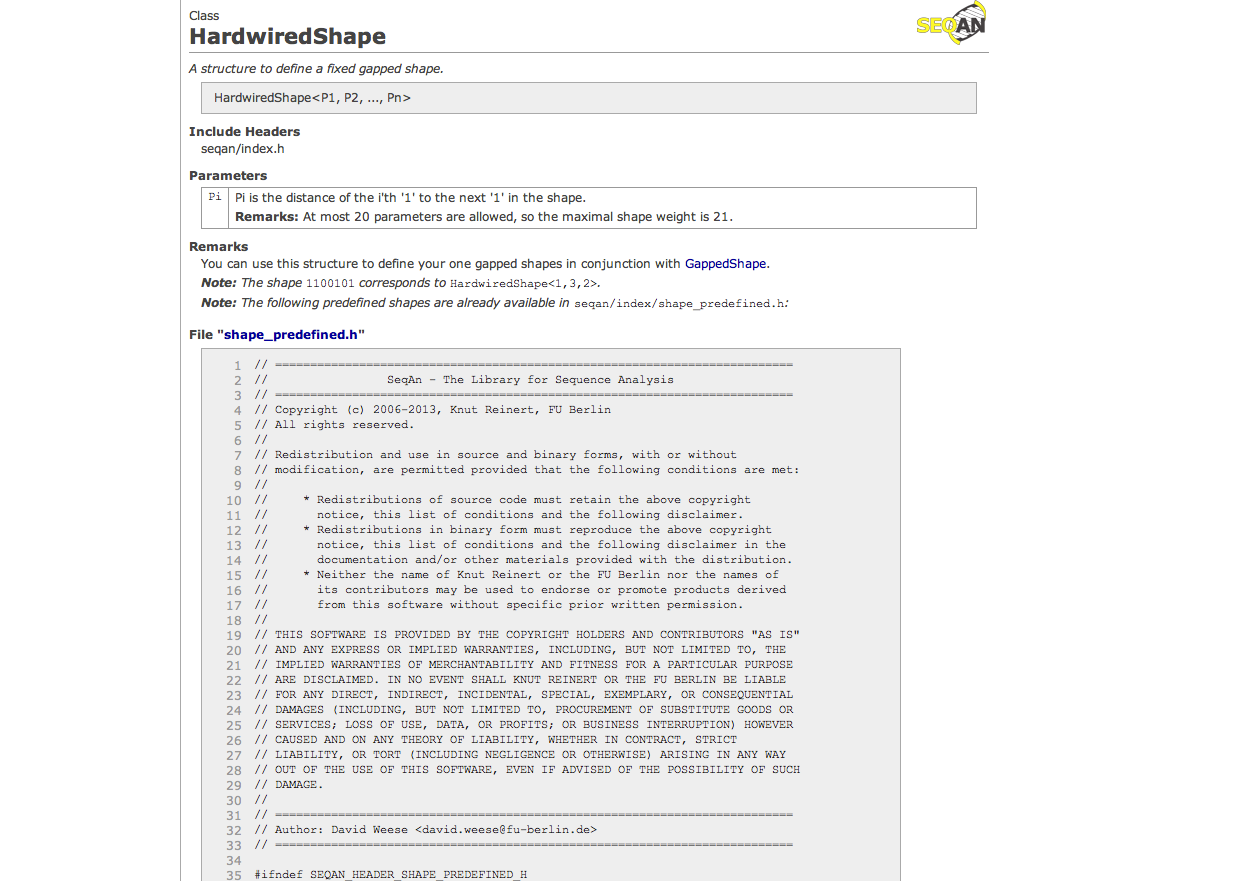 Class
HardwiredShape
SEQAN
A structure to define a fixed gapped shape.
HardwiredShape<P1, P2, ..., Pn>
Include Headers
seqan/index.h
Parameters
Pi Pi is the distance of the i'th '1' to the next '1' in the shape.
Remarks: At most 20 parameters are allowed, so the maximal shape weight is 21.
Remarks
You can use this structure to define your one gapped shapes in conjunction with GappedShape.
Note: The shape 1100101 corresponds to HardwiredShape<1,3,2>.
Note: The following predefined shapes are already available in seqan/index/shape_predefined.h:
File "shape_predefined.h"
1 // ==========================================================================
2 //                 SeqAn - The Library for Sequence Analysis
3 // ==========================================================================
4 // Copyright (c) 2006-2013, Knut Reinert, FU Berlin
5 // All rights reserved.
6 //
7 // Redistribution and use in source and binary forms, with or without
8 // modification, are permitted provided that the following conditions are met:
9 //
10 //     * Redistributions of source code must retain the above copyright
11 //       notice, this list of conditions and the following disclaimer.
12 //     * Redistributions in binary form must reproduce the above copyright
13 //       notice, this list of conditions and the following disclaimer in the
14 //       documentation and/or other materials provided with the distribution.
15 //     * Neither the name of Knut Reinert or the FU Berlin nor the names of
16 //       its contributors may be used to endorse or promote products derived
17 //       from this software without specific prior written permission.
18 //
19 // THIS SOFTWARE IS PROVIDED BY THE COPYRIGHT HOLDERS AND CONTRIBUTORS "AS IS"
20 // AND ANY EXPRESS OR IMPLIED WARRANTIES, INCLUDING, BUT NOT LIMITED TO, THE
21 // IMPLIED WARRANTIES OF MERCHANTABILITY AND FITNESS FOR A PARTICULAR PURPOSE
22 // ARE DISCLAIMED. IN NO EVENT SHALL KNUT REINERT OR THE FU BERLIN BE LIABLE
23 // FOR ANY DIRECT, INDIRECT, INCIDENTAL, SPECIAL, EXEMPLARY, OR CONSEQUENTIAL
24 // DAMAGES (INCLUDING, BUT NOT LIMITED TO, PROCUREMENT OF SUBSTITUTE GOODS OR
25 // SERVICES; LOSS OF USE, DATA, OR PROFITS; OR BUSINESS INTERRUPTION) HOWEVER
26 // CAUSED AND ON ANY THEORY OF LIABILITY, WHETHER IN CONTRACT, STRICT
27 // LIABILITY, OR TORT (INCLUDING NEGLIGENCE OR OTHERWISE) ARISING IN ANY WAY
28 // OUT OF THE USE OF THIS SOFTWARE, EVEN IF ADVISED OF THE POSSIBILITY OF SUCH
29 // DAMAGE.
30 //
31 // ==========================================================================
32 // Author: David Weese <david.weese@fu-berlin.de>
33 // ==========================================================================
34
35 #ifndef SEQAN_HEADER_SHAPE_PREDEFINED_H